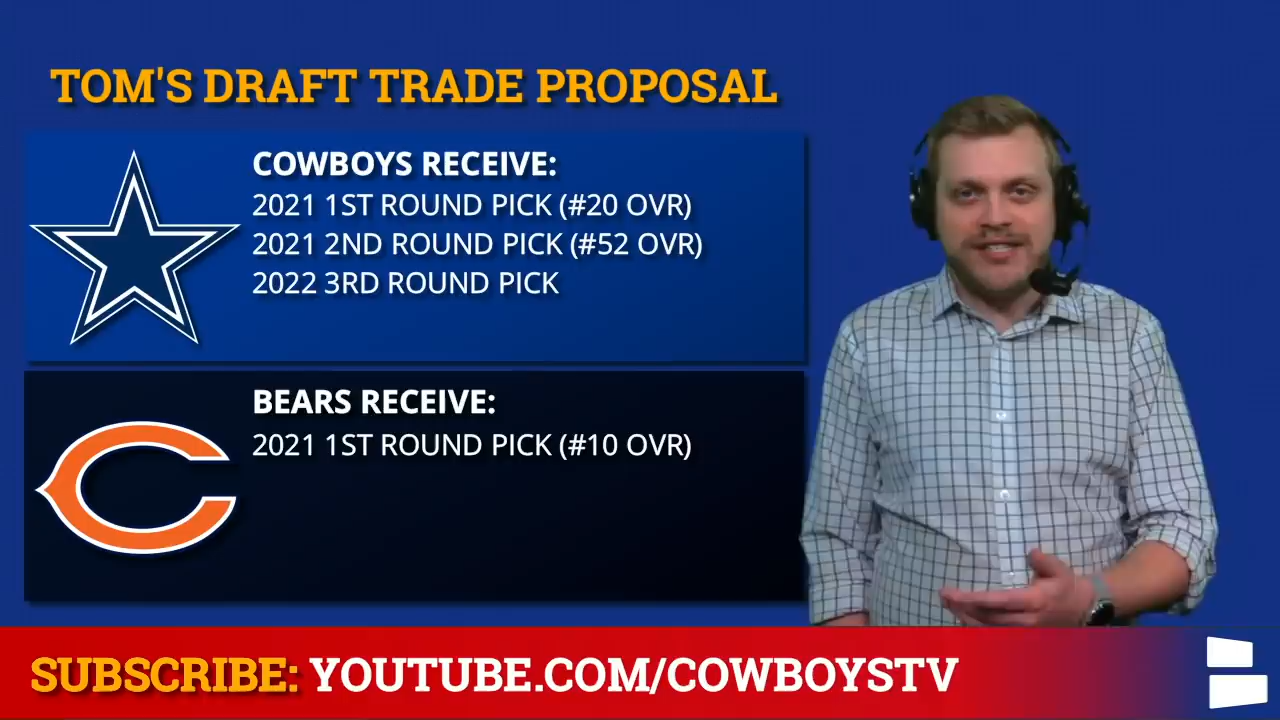 TOM'S DRAFT TRADE PROPOSAL
COWBOYS RECEIVE:
2021 1ST ROUND PICK (#20 OVR)
2021 2ND ROUND PICK (#52 OVR)
2022 3RD ROUND PICK
BEARS RECEIVE:
2021 1ST ROUND PICK (#10 OVR)
SUBSCRIBE: YOUTUBE.COM/COWBOYSTV